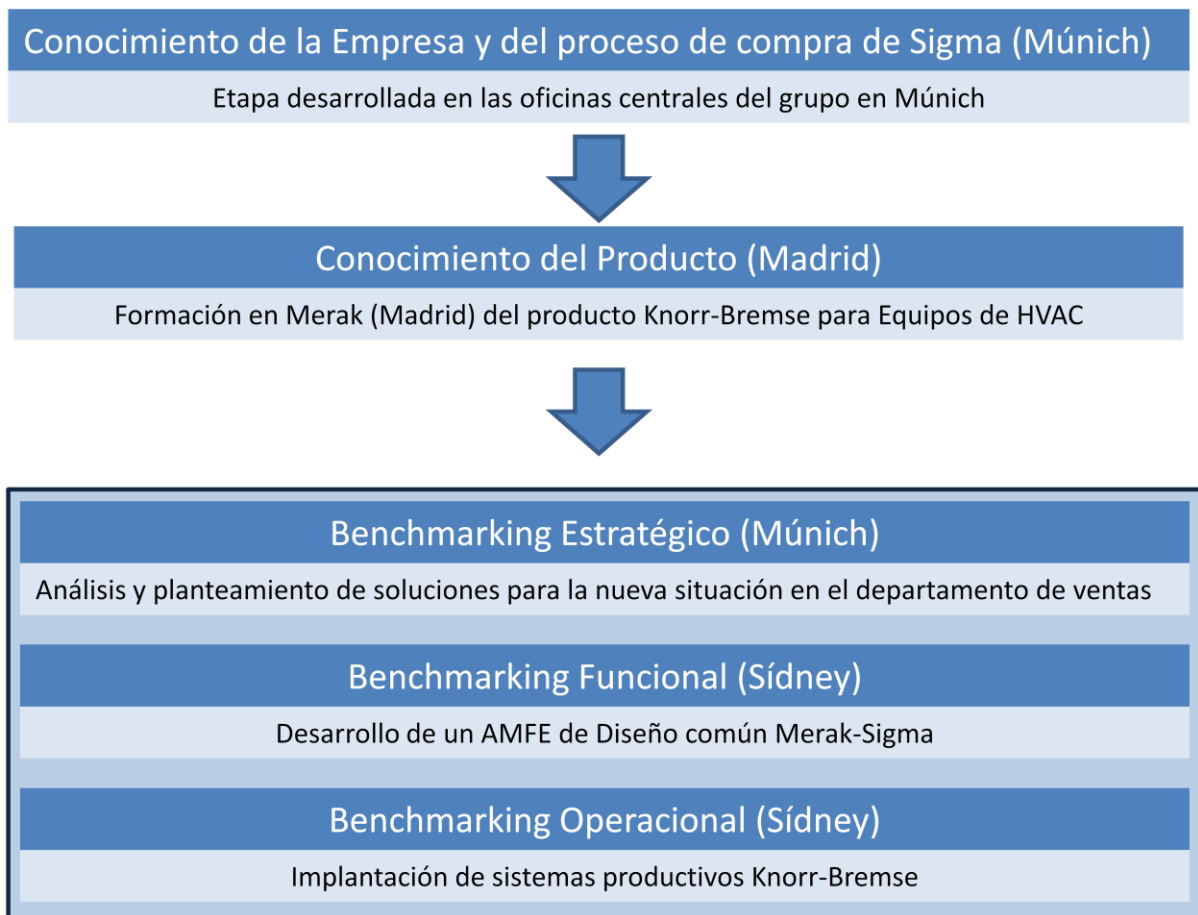 Conocimiento de la Empresa y del proceso de compra de Sigma (Múnich)
Etapa desarrollada en las oficinas centrales del grupo en Múnich
Conocimiento del Producto (Madrid)
Formación en Merak (Madrid) del producto Knorr-Bremse para Equipos de HVAC
Benchmarking Estratégico (Múnich)
Análisis y planteamiento de soluciones para la nueva situación en el departamento de ventas
Benchmarking Funcional (Sídney)
Desarrollo de un AMFE de Diseño común Merak-Sigma
Benchmarking Operacional (Sídney)
Implantación de sistemas productivos Knorr-Bremse